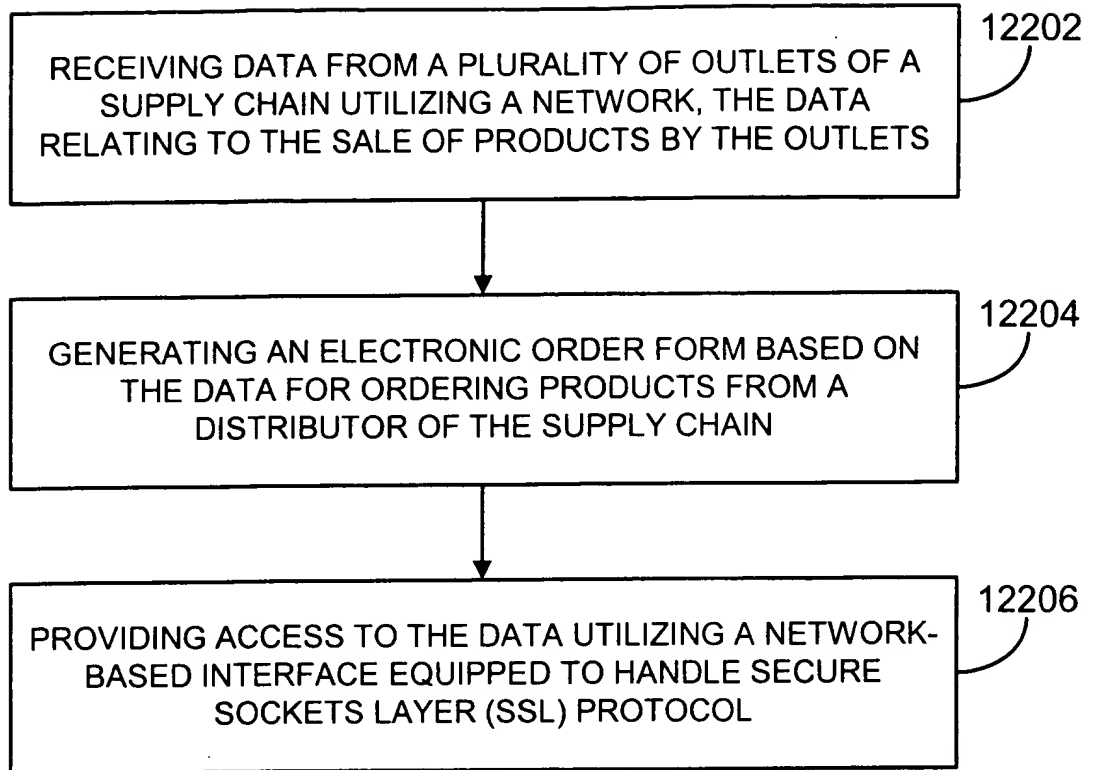 12202
RECEIVING DATA FROM A PLURALITY OF OUTLETS OF A
SUPPLY CHAIN UTILIZING A NETWORK, THE DATA
RELATING TO THE SALE OF PRODUCTS BY THE OUTLETS
12204
GENERATING AN ELECTRONIC ORDER FORM BASED ON
THE DATA FOR ORDERING PRODUCTS FROM A
DISTRIBUTOR OF THE SUPPLY CHAIN
12206
PROVIDING ACCESS TO THE DATA UTILIZING A NETWORK-
BASED INTERFACE EQUIPPED TO HANDLE SECURE
SOCKETS LAYER (SSL) PROTOCOL